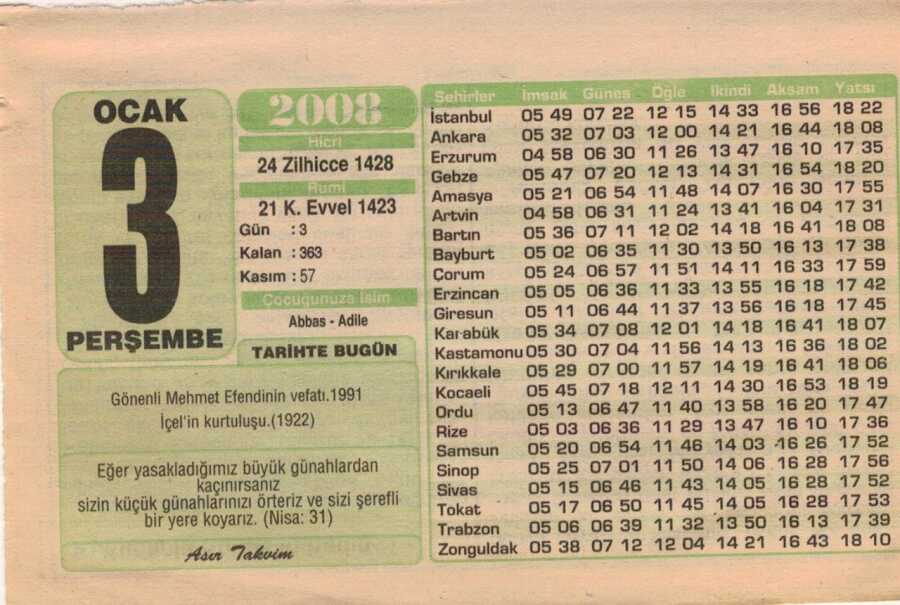 OCAK
3
PERŞEMBE
2008
Hicri
24 Zilhicce 1428
Rumi
21 K. Evvel 1423
Gün : 3
Kalan : 363
Kasım : 57
Çocuğunuza İsim
Abbas - Adile
TARİHTE BUGÜN
Gönenli Mehmet Efendinin vefatı.1991
İçel'in kurtuluşu.(1922)
Eğer yasakladığımız büyük günahlardan
kaçınırsanız
sizin küçük günahlarınızı örteriz ve sizi şerefli
bir yere koyarız. (Nisa: 31)
Asır Takvim
Şehirler İmsak Güneş Öğle İkindi Akşam Yatsı
İstanbul 05 49 07 22 12 15 14 33 16 56 18 22
Ankara 05 32 07 03 12 00 14 21 16 44 18 08
Erzurum 04 58 06 30 11 26 13 47 16 10 17 35
Gebze 05 47 07 20 12 13 14 31 16 54 18 20
Amasya 05 21 06 54 11 48 14 07 16 30 17 55
Artvin 04 58 06 31 11 24 13 41 16 04 17 31
Bartın 05 36 07 11 12 02 14 18 16 41 18 08
Bayburt 05 02 06 35 11 30 13 50 16 13 17 38
Çorum 05 24 06 57 11 51 14 11 16 33 17 59
Erzincan 05 05 06 36 11 33 13 55 16 18 17 42
Giresun 05 11 06 44 11 37 13 56 16 18 17 45
Karabük 05 34 07 08 12 01 14 18 16 41 18 07
Kastamonu 05 30 07 04 11 56 14 13 16 36 18 02
Kırıkkale 05 29 07 00 11 57 14 19 16 41 18 06
Kocaeli 05 45 07 18 12 11 14 30 16 53 18 19
Ordu 05 13 06 47 11 40 13 58 16 20 17 47
Rize 05 03 06 36 11 29 13 47 16 10 17 36
Samsun 05 20 06 54 11 46 14 03 16 26 17 52
Sinop 05 25 07 01 11 50 14 06 16 28 17 56
Sivas 05 15 06 46 11 43 14 05 16 28 17 52
Tokat 05 17 06 50 11 45 14 05 16 28 17 53
Trabzon 05 06 06 39 11 32 13 50 16 13 17 39
Zonguldak 05 38 07 12 12 04 14 21 16 43 18 10